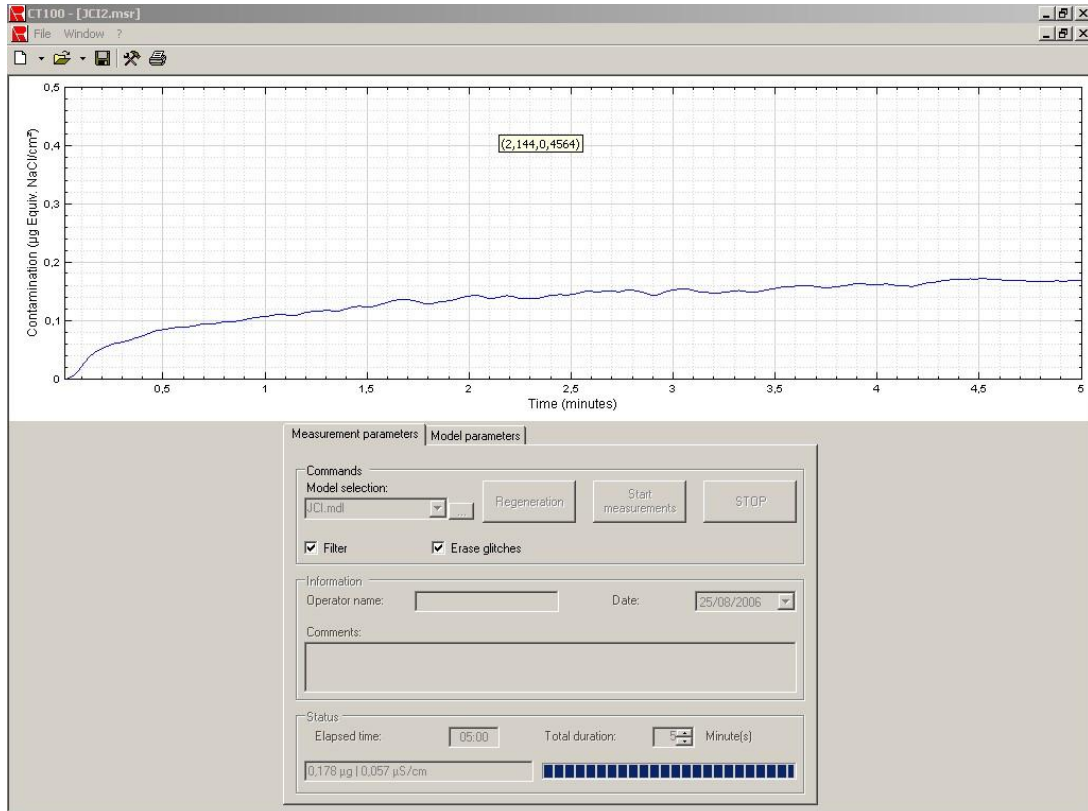 CT100 - [JCI2.msr]
File Window ?
0,5
0,4
0,3
0,2
0,1
0
Contamination (µg Equiv. NaCl/cm²)
(2,144,0,4564)
0,5 1 1,5 2 2,5 3 3,5 4 4,5 5
Time (minutes)
Measurement parameters Model parameters
Commands
Model selection:
JCI.mdl ... Regeneration Start measurements STOP
Filter Erase glitches
Information
Operator name: Date: 25/08/2006
Comments:
Status
Elapsed time: 05:00 Total duration: 5 Minute(s)
0,178 µg | 0,057 µS/cm